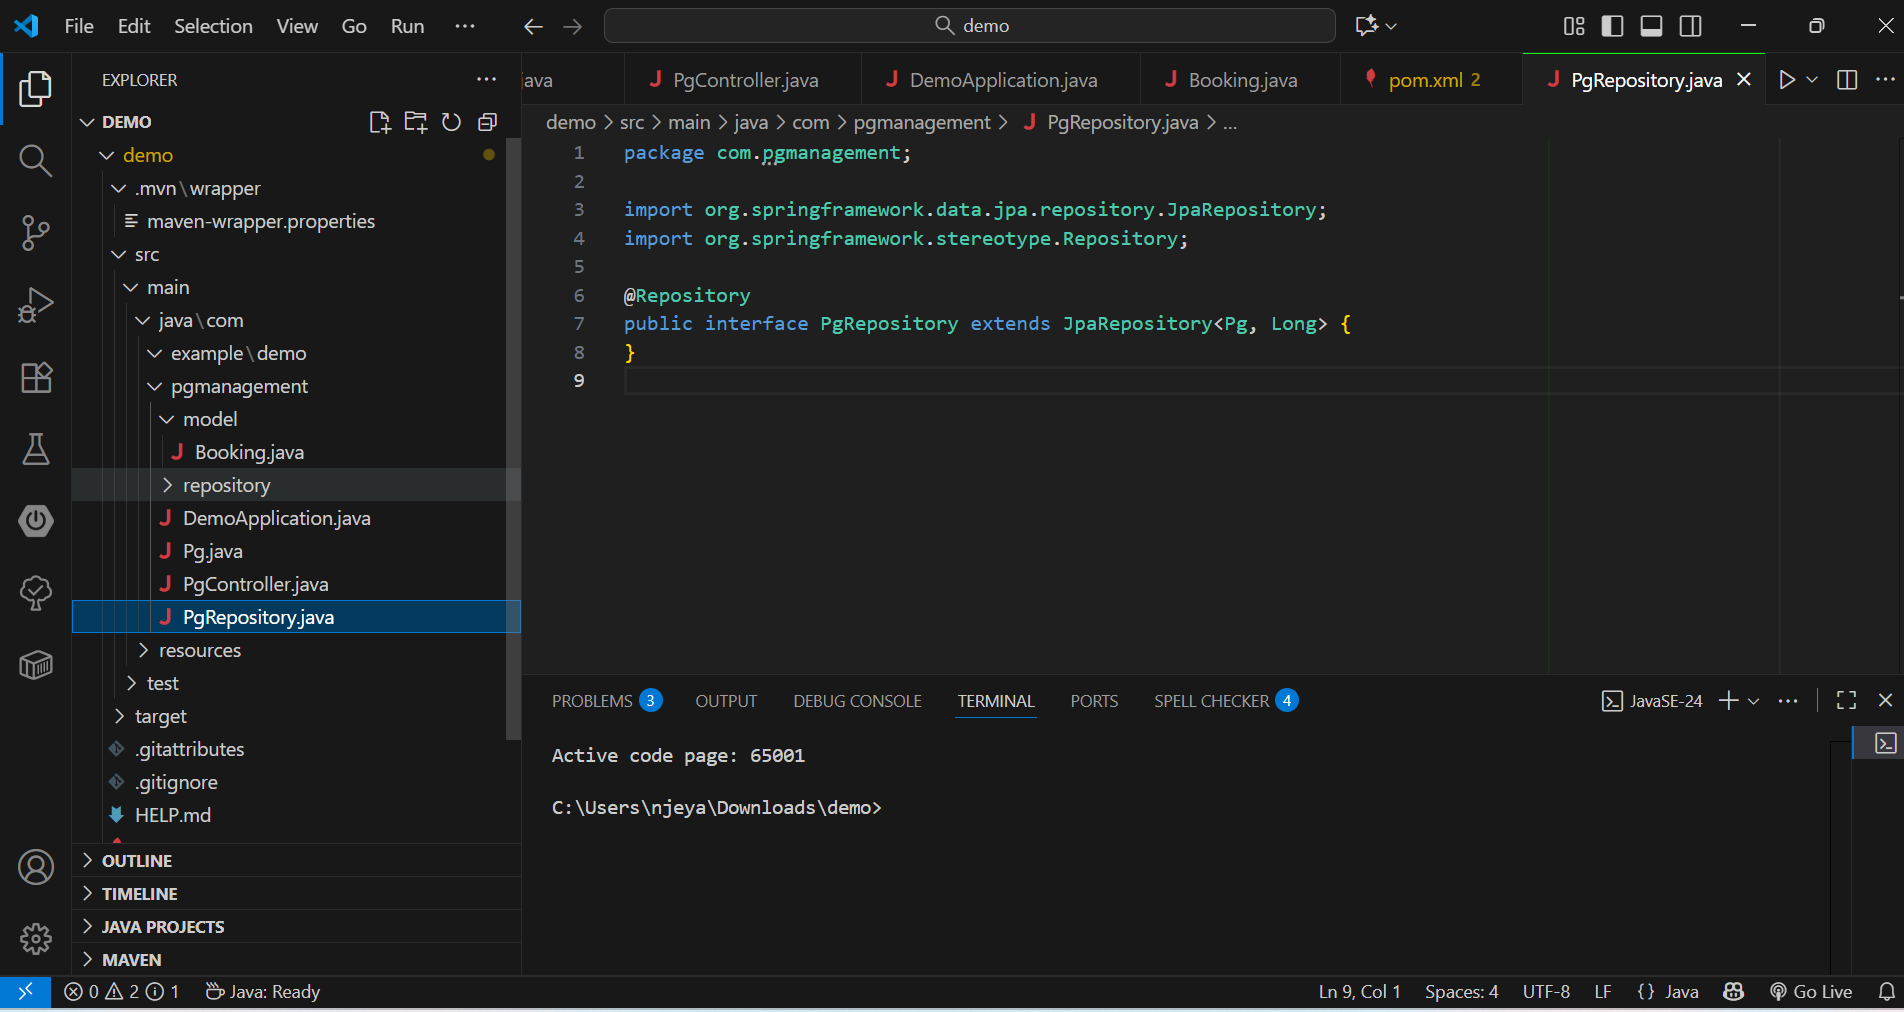 File Edit Selection View Go Run ···
demo
EXPLORER ···
DEMO
demo
.mvn\wrapper
maven-wrapper.properties
src
main
java\com
example\demo
pgmanagement
model
Booking.java
repository
DemoApplication.java
Pg.java
PgController.java
PgRepository.java
resources
test
target
.gitattributes
.gitignore
HELP.md
OUTLINE
TIMELINE
JAVA PROJECTS
MAVEN
java PgController.java DemoApplication.java Booking.java pom.xml 2 PgRepository.java
demo > src > main > java > com > pgmanagement > PgRepository.java > ...
1 package com.pgmanagement;
2
3 import org.springframework.data.jpa.repository.JpaRepository;
4 import org.springframework.stereotype.Repository;
5
6 @Repository
7 public interface PgRepository extends JpaRepository<Pg, Long> {
8 }
9
PROBLEMS 3 OUTPUT DEBUG CONSOLE TERMINAL PORTS SPELL CHECKER 4 JavaSE-24
Active code page: 65001
C:\Users\njeya\Downloads\demo>
0 2 1 Java: Ready Ln 9, Col 1 Spaces: 4 UTF-8 LF {} Java Go Live